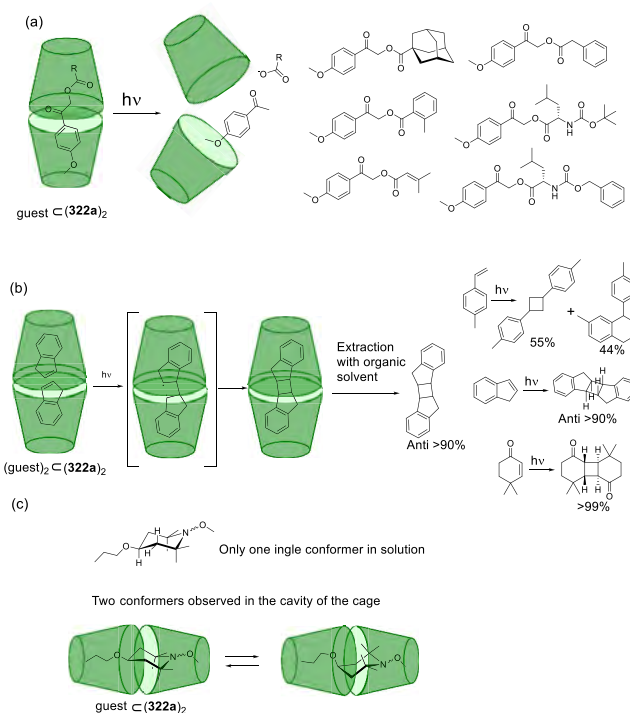 (a)
hν
guest ⊂(322a)₂
(b)
hν
Extraction
with organic
solvent
Anti >90%
(guest)₂⊂(322a)₂
hν
+
55%
44%
hν
Anti >90%
hν
>99%
(c)
Only one ingle conformer in solution
Two conformers observed in the cavity of the cage
guest ⊂(322a)₂